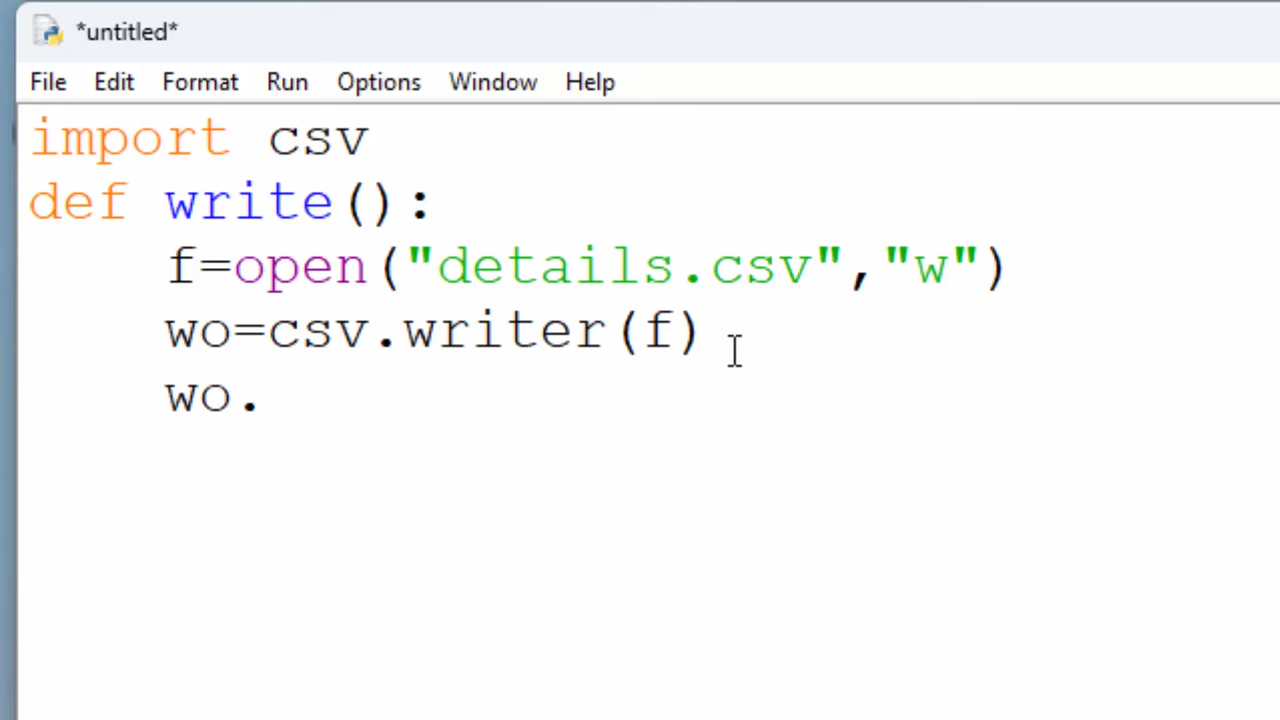 *untitled*
File Edit Format Run Options Window Help
import csv
def write():
    f=open("details.csv","w")
    wo=csv.writer(f)
    wo.